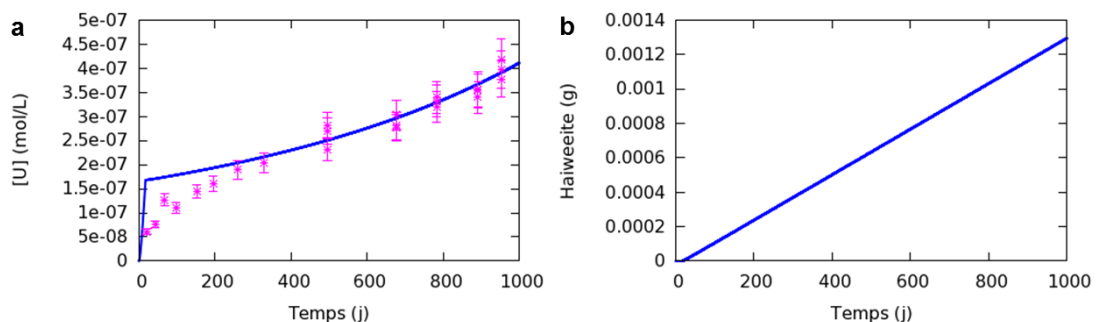 a
5e-07
4.5e-07
4e-07
3.5e-07
3e-07
2.5e-07
2e-07
1.5e-07
1e-07
5e-08
0
[U] (mol/L)
0 200 400 600 800 1000
Temps (j)
b
0.0014
0.0012
0.001
0.0008
0.0006
0.0004
0.0002
0
Haiweeite (g)
0 200 400 600 800 1000
Temps (j)